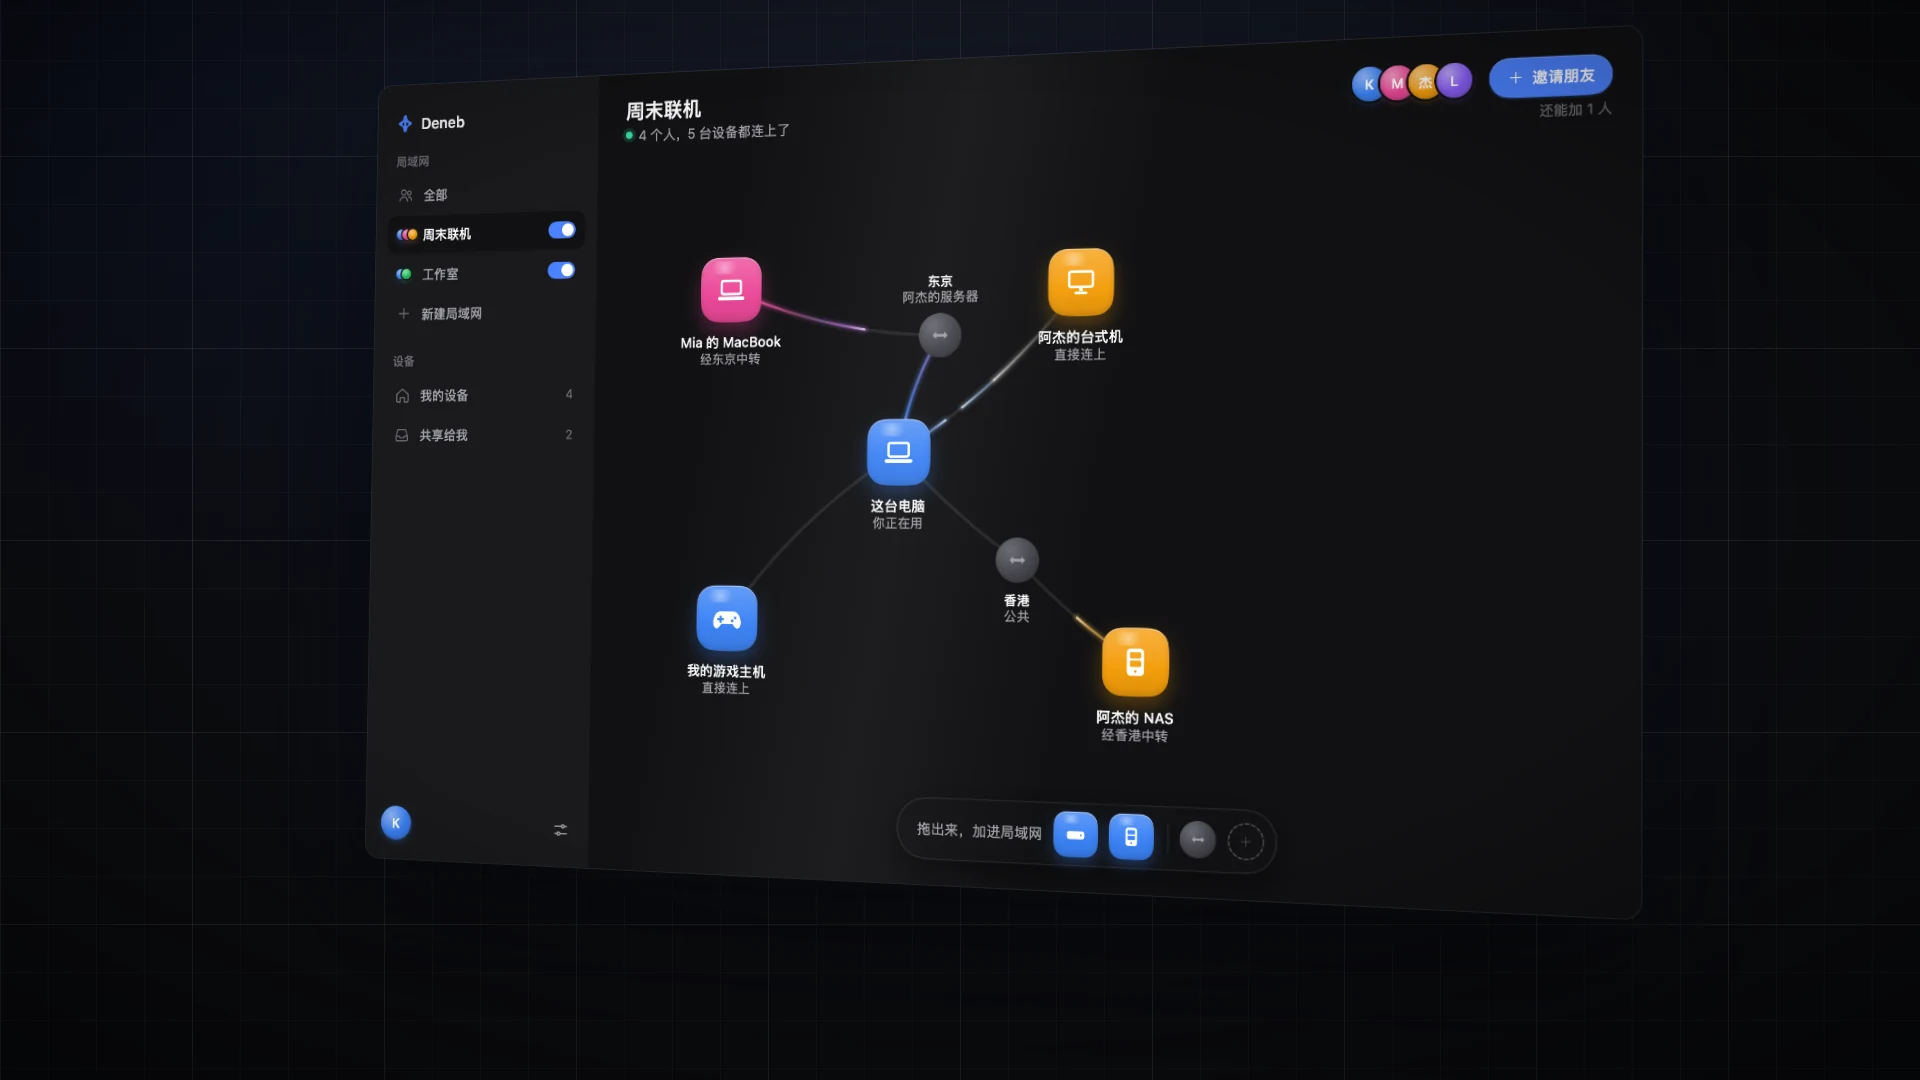 Deneb
局域网
全部
周末联机
工作室
新建局域网
设备
我的设备 4
共享给我 2
K
周末联机
4 个人，5 台设备都连上了
K M 杰 L
邀请朋友
还能加 1 人
Mia 的 MacBook
经东京中转
东京
阿杰的服务器
阿杰的台式机
直接连上
这台电脑
你正在用
香港
公共
我的游戏主机
直接连上
阿杰的 NAS
经香港中转
拖出来，加进局域网